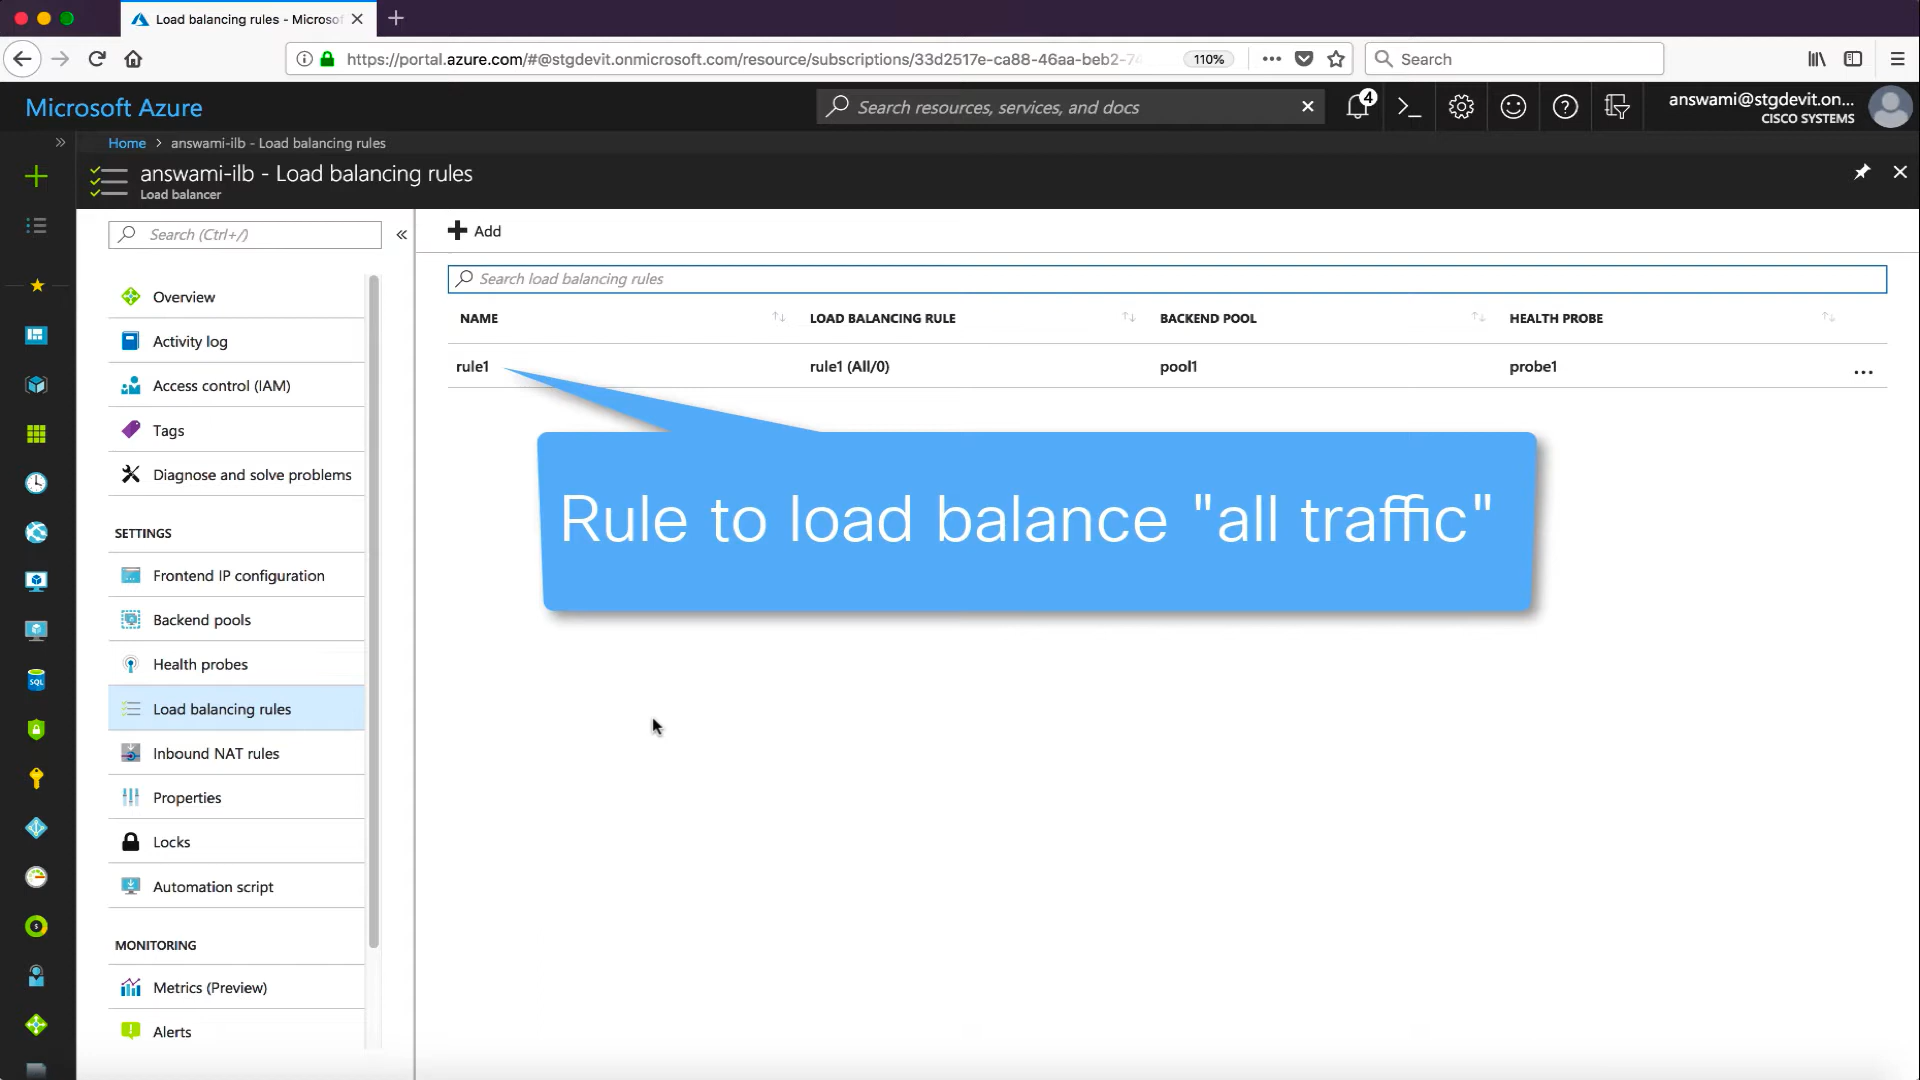 Load balancing rules - Microso
https://portal.azure.com/#@stgdevit.onmicrosoft.com/resource/subscriptions/33d2517e-ca88-46aa-beb2-74
110%
Search
Microsoft Azure
Search resources, services, and docs
4
answami@stgdevit.on...
CISCO SYSTEMS
Home > answami-ilb - Load balancing rules
answami-ilb - Load balancing rules
Load balancer
Search (Ctrl+/)
Overview
Activity log
Access control (IAM)
Tags
Diagnose and solve problems
SETTINGS
Frontend IP configuration
Backend pools
Health probes
Load balancing rules
Inbound NAT rules
Properties
Locks
Automation script
MONITORING
Metrics (Preview)
Alerts
SQL
Add
Search load balancing rules
NAME LOAD BALANCING RULE BACKEND POOL HEALTH PROBE
rule1 rule1 (All/0) pool1 probe1 ...
Rule to load balance "all traffic"